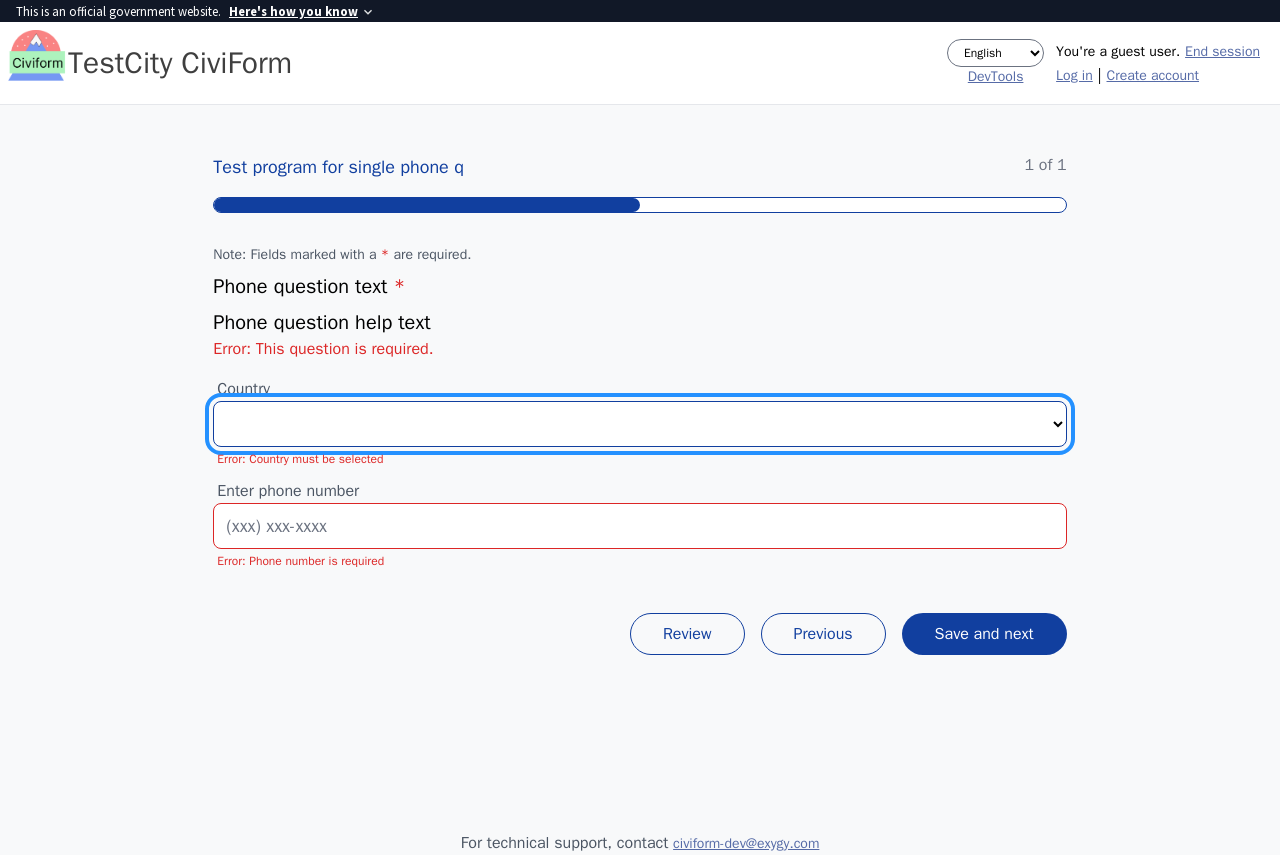 This is an official government website. Here's how you know
Civiform TestCity CiviForm
English
You're a guest user. End session
DevTools
Log in | Create account
Test program for single phone q
1 of 1
Note: Fields marked with a * are required.
Phone question text *
Phone question help text
Error: This question is required.
Country
Error: Country must be selected
Enter phone number
(xxx) xxx-xxxx
Error: Phone number is required
Review
Previous
Save and next
For technical support, contact civiform-dev@exygy.com